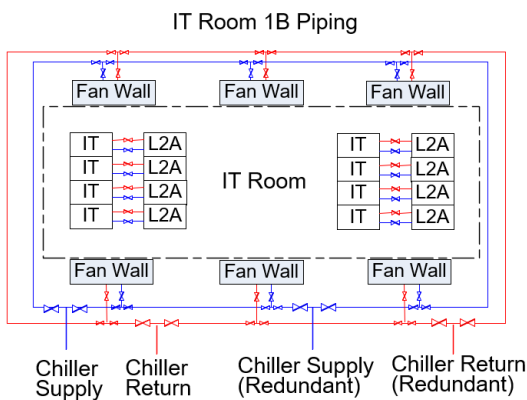 IT Room 1B Piping
Fan Wall Fan Wall Fan Wall
IT L2A IT L2A
IT L2A IT L2A
IT L2A IT L2A
IT L2A IT L2A
IT Room
Fan Wall Fan Wall Fan Wall
Chiller
Supply
Chiller
Return
Chiller Supply
(Redundant)
Chiller Return
(Redundant)